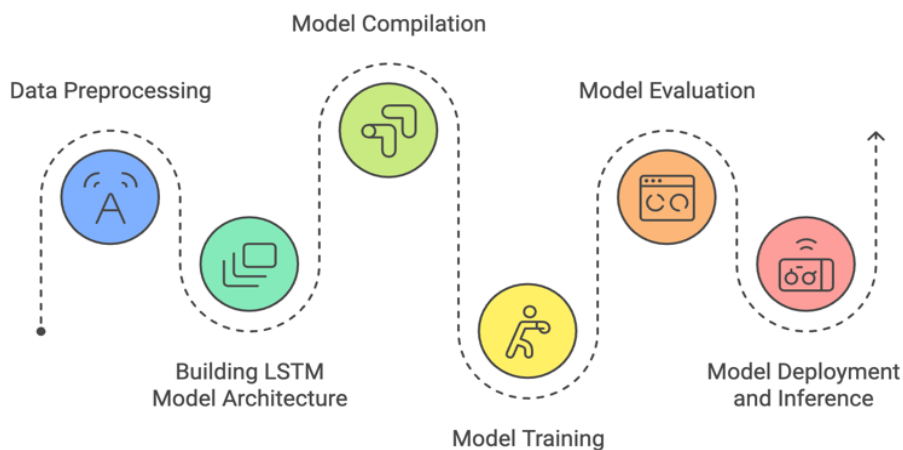 Data Preprocessing
Building LSTM
Model Architecture
Model Compilation
Model Training
Model Evaluation
Model Deployment
and Inference